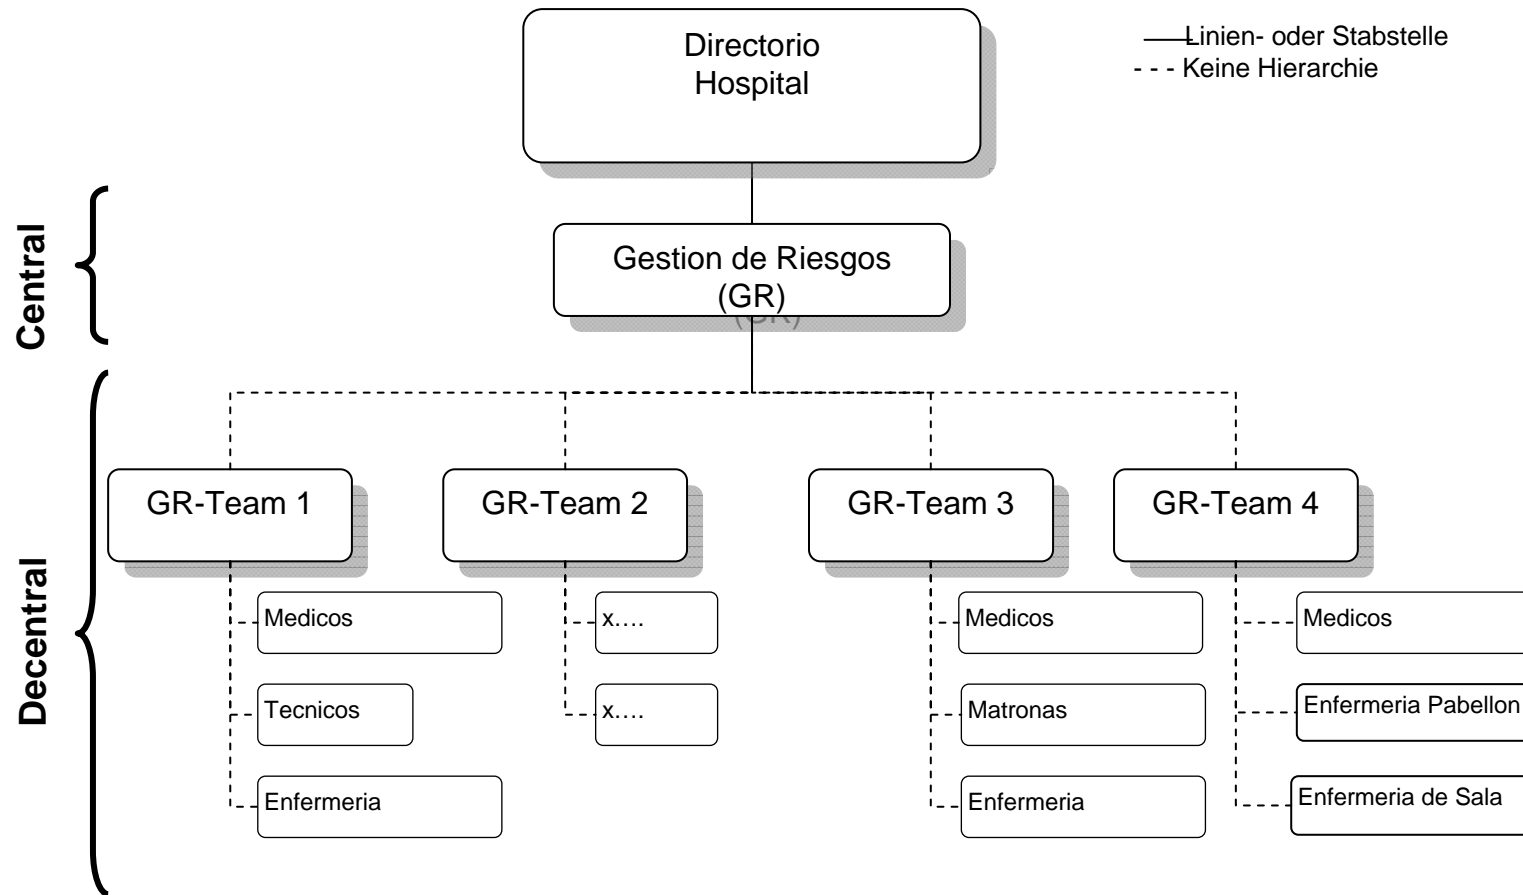 Directorio
Hospital
Linien- oder Stabstelle
- - - Keine Hierarchie
Central
Gestion de Riesgos
(GR)
Decentral
GR-Team 1
GR-Team 2
GR-Team 3
GR-Team 4
Medicos
x....
Medicos
Medicos
Tecnicos
x....
Matronas
Enfermeria Pabellon
Enfermeria
Enfermeria
Enfermeria de Sala